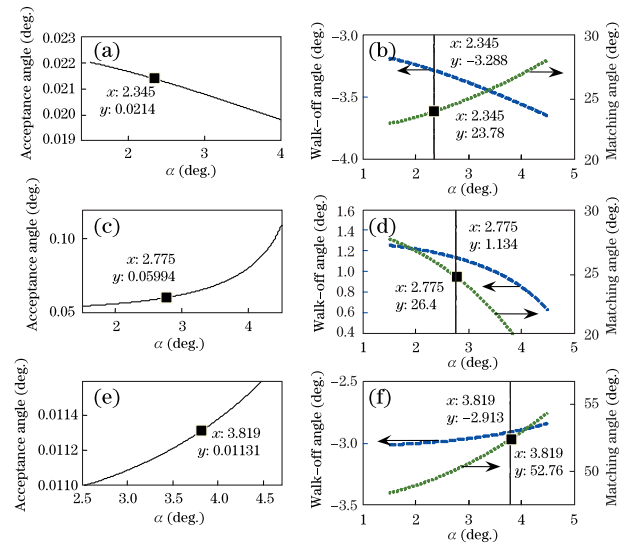 (a)
Acceptance angle (deg.)
0.023
0.022
0.021
0.020
0.019
x: 2.345
y: 0.0214
2 3 4
α (deg.)
(b)
Walk−off angle (deg.)
−3.0
−3.5
−4.0
x: 2.345
y: −3.288
x: 2.345
y: 23.78
30
25
20
Matching angle (deg.)
1 2 3 4 5
α (deg.)
(c)
Acceptance angle (deg.)
0.10
0.05
x: 2.775
y: 0.05994
2 3 4
α (deg.)
(d)
Walk−off angle (deg.)
1.6
1.4
1.2
1.0
0.8
0.6
0.4
x: 2.775
y: 1.134
x: 2.775
y: 26.4
30
25
20
Matching angle (deg.)
1 2 3 4 5
α (deg.)
(e)
Acceptance angle (deg.)
0.0114
0.0112
0.0110
x: 3.819
y: 0.01131
2.5 3.0 3.5 4.0 4.5
α (deg.)
(f)
Walk−off angle (deg.)
−2.5
−3.0
−3.5
x: 3.819
y: −2.913
x: 3.819
y: 52.76
55
50
Matching angle (deg.)
1 2 3 4 5
α (deg.)